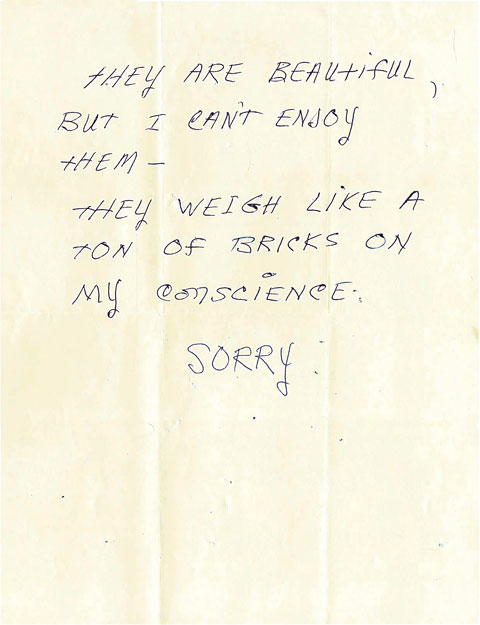 THEY ARE BEAUTIFUL,
BUT I CAN'T ENJOY
THEM –
THEY WEIGH LIKE A
TON OF BRICKS ON
MY CONSCIENCE.
SORRY.